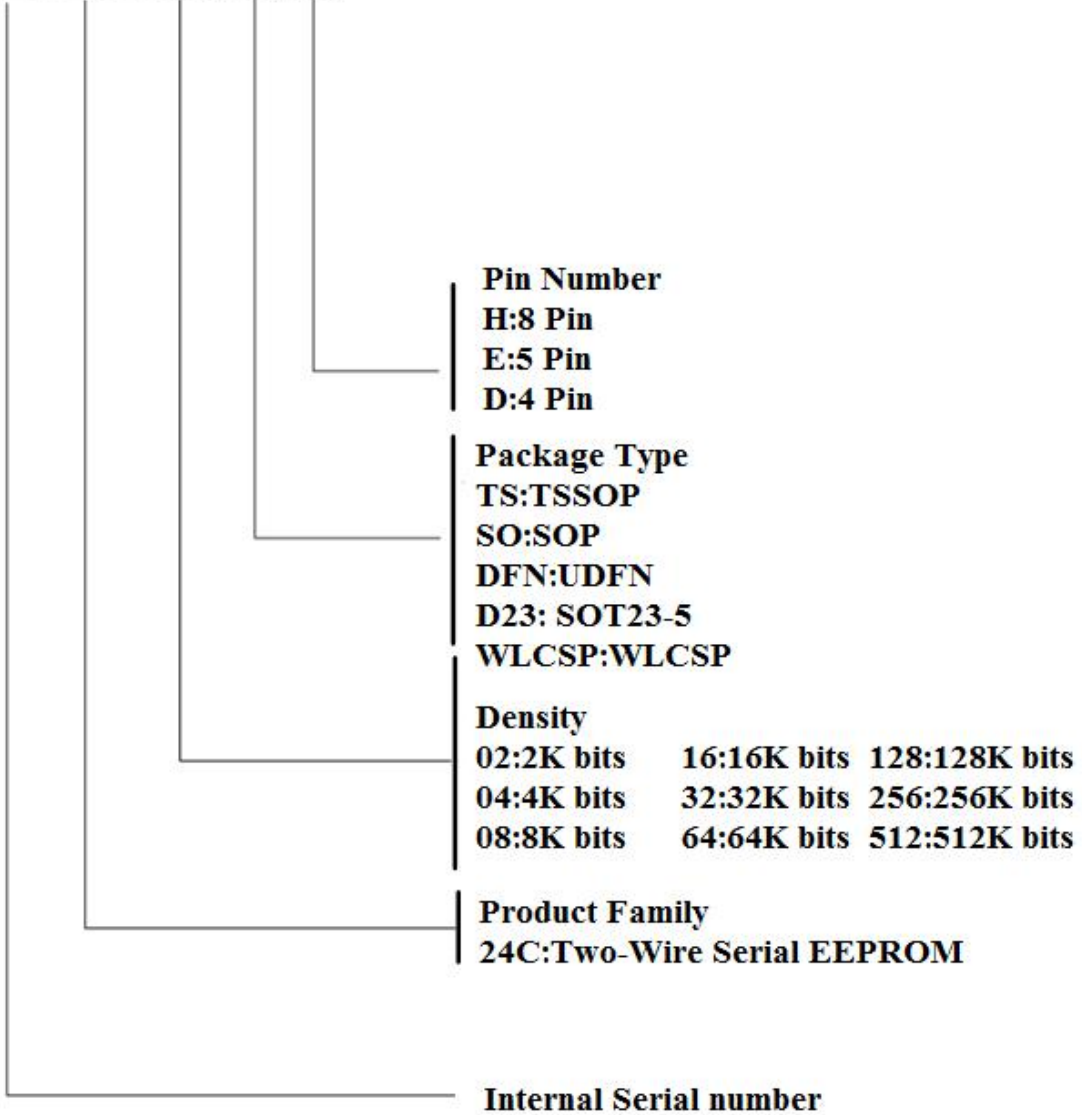 Pin Number
H:8 Pin
E:5 Pin
D:4 Pin
Package Type
TS:TSSOP
SO:SOP
DFN:UDFN
D23: SOT23-5
WLCSP:WLCSP
Density
02:2K bits 16:16K bits 128:128K bits
04:4K bits 32:32K bits 256:256K bits
08:8K bits 64:64K bits 512:512K bits
Product Family
24C:Two-Wire Serial EEPROM
Internal Serial number